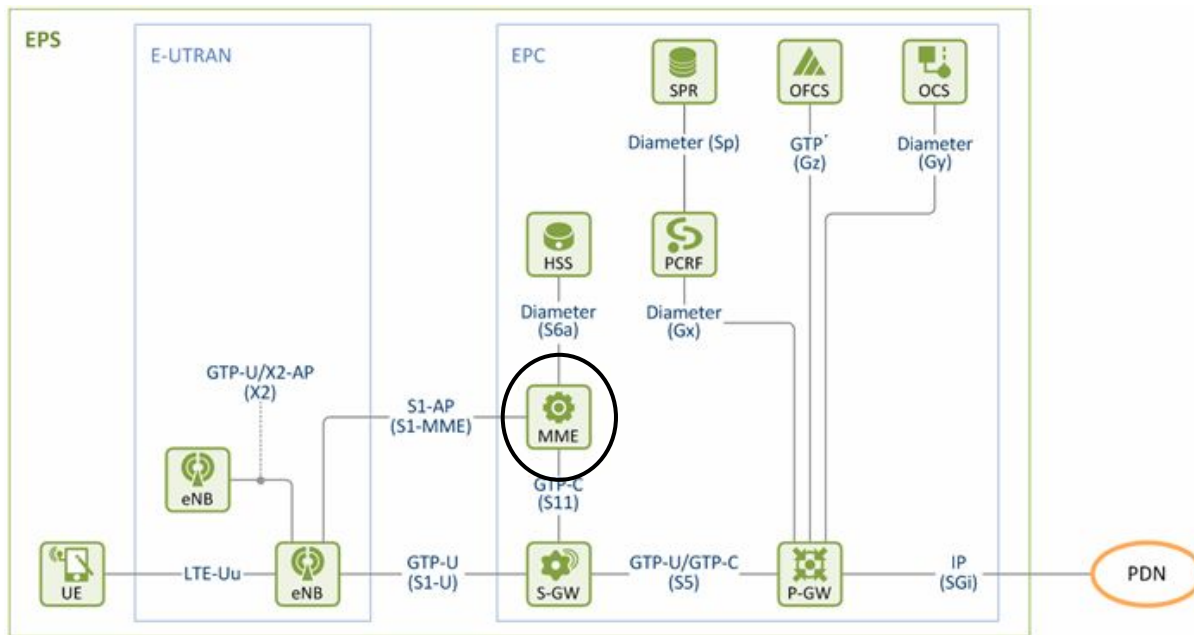 EPS
E-UTRAN
EPC
SPR
OFCS
OCS
Diameter (Sp)
GTP´
(Gz)
Diameter
(Gy)
HSS
PCRF
Diameter
(S6a)
Diameter
(Gx)
GTP-U/X2-AP
(X2)
S1-AP
(S1-MME)
MME
eNB
GTP-C
(S11)
UE
LTE-Uu
eNB
GTP-U
(S1-U)
S-GW
GTP-U/GTP-C
(S5)
P-GW
IP
(SGi)
PDN